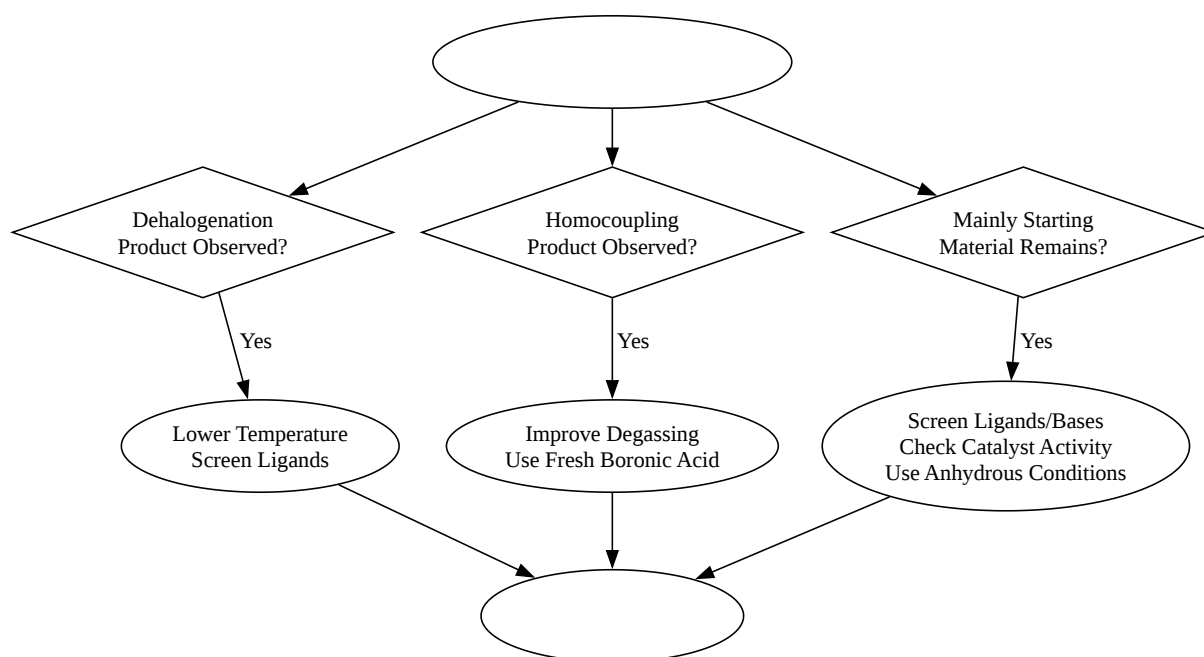 Dehalogenation
Product Observed?
Homocoupling
Product Observed?
Mainly Starting
Material Remains?
Yes
Yes
Yes
Lower Temperature
Screen Ligands
Improve Degassing
Use Fresh Boronic Acid
Screen Ligands/Bases
Check Catalyst Activity
Use Anhydrous Conditions